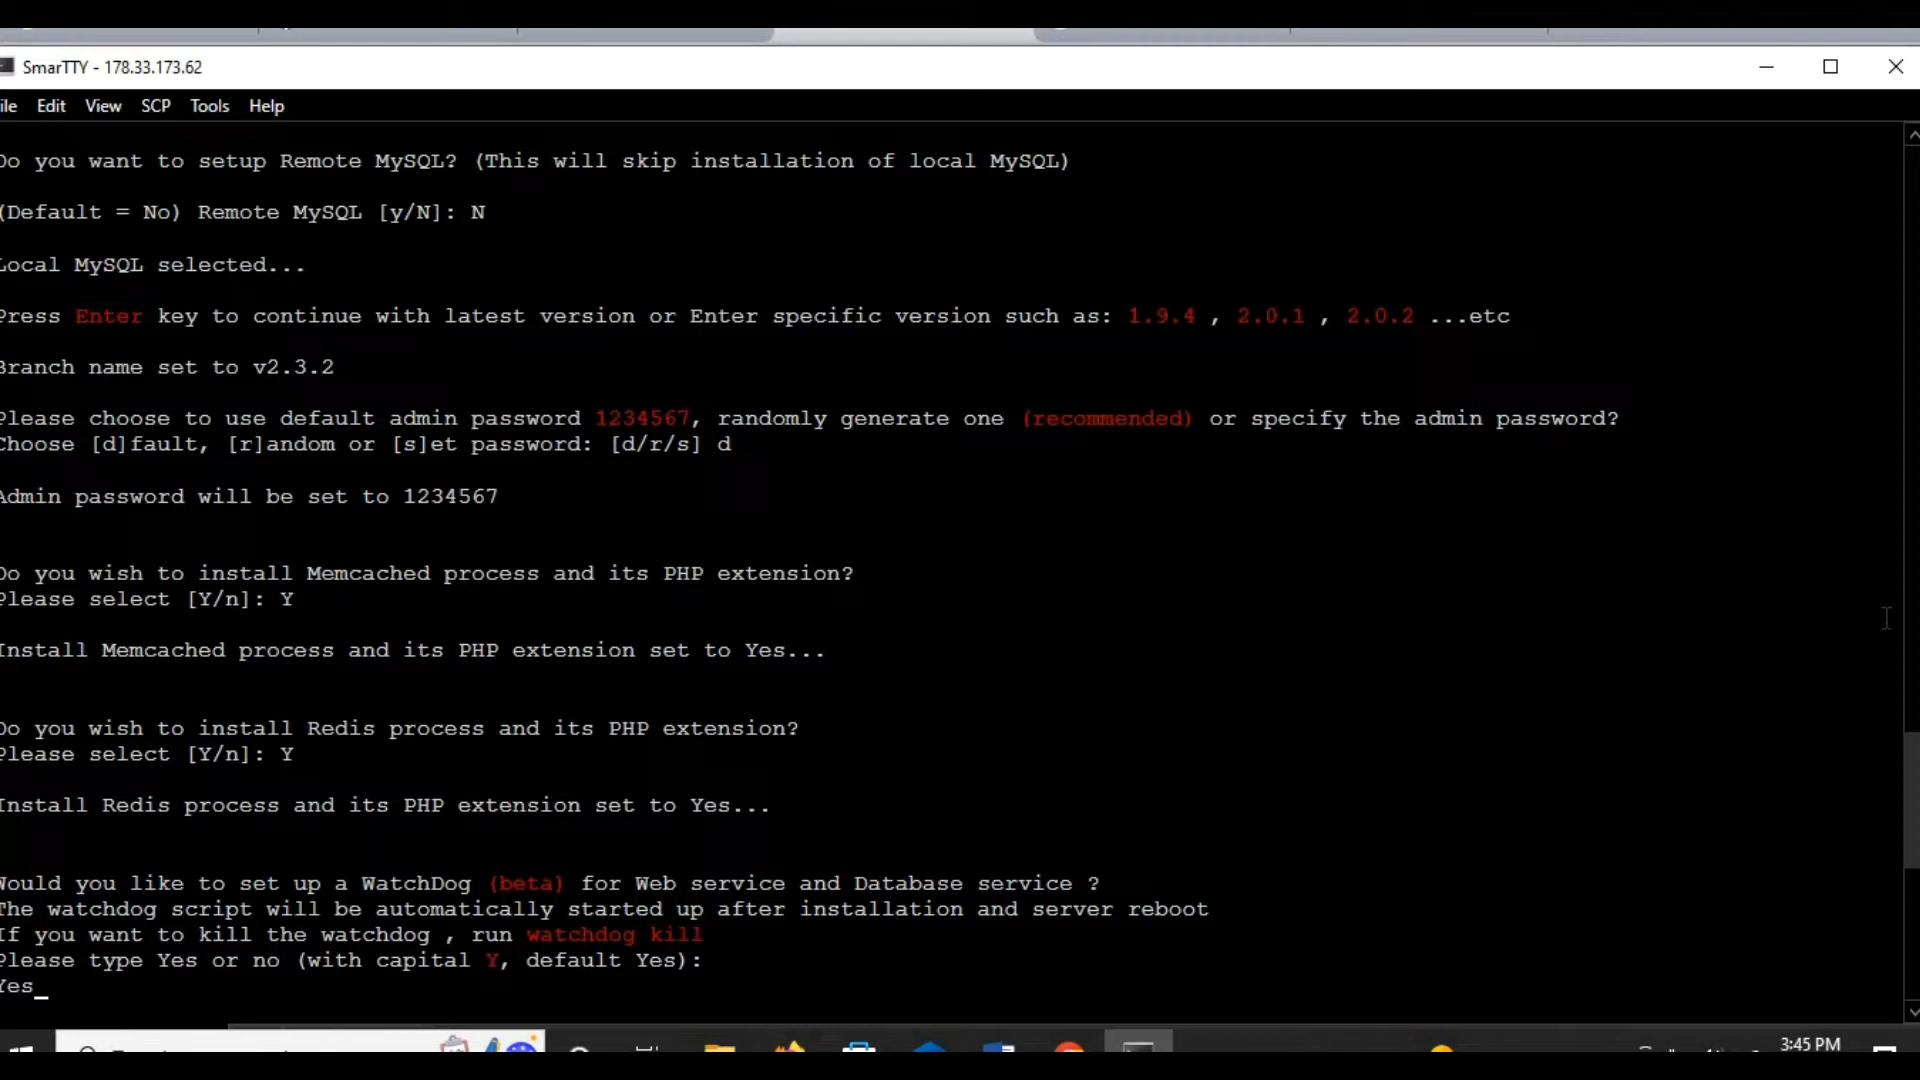 SmarTTY - 178.33.173.62
ile Edit View SCP Tools Help
Do you want to setup Remote MySQL? (This will skip installation of local MySQL)
(Default = No) Remote MySQL [y/N]: N
Local MySQL selected...
Press Enter key to continue with latest version or Enter specific version such as: 1.9.4 , 2.0.1 , 2.0.2 ...etc
Branch name set to v2.3.2
Please choose to use default admin password 1234567, randomly generate one (recommended) or specify the admin password?
Choose [d]fault, [r]andom or [s]et password: [d/r/s] d
Admin password will be set to 1234567
Do you wish to install Memcached process and its PHP extension?
Please select [Y/n]: Y
Install Memcached process and its PHP extension set to Yes...
Do you wish to install Redis process and its PHP extension?
Please select [Y/n]: Y
Install Redis process and its PHP extension set to Yes...
Would you like to set up a WatchDog (beta) for Web service and Database service ?
The watchdog script will be automatically started up after installation and server reboot
If you want to kill the watchdog , run watchdog kill
Please type Yes or no (with capital Y, default Yes):
Yes_
3:45 PM